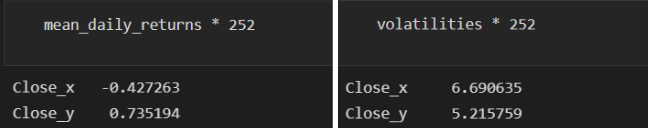 mean_daily_returns * 252
Close_x -0.427263
Close_y 0.735194
volatilities * 252
Close_x 6.690635
Close_y 5.215759